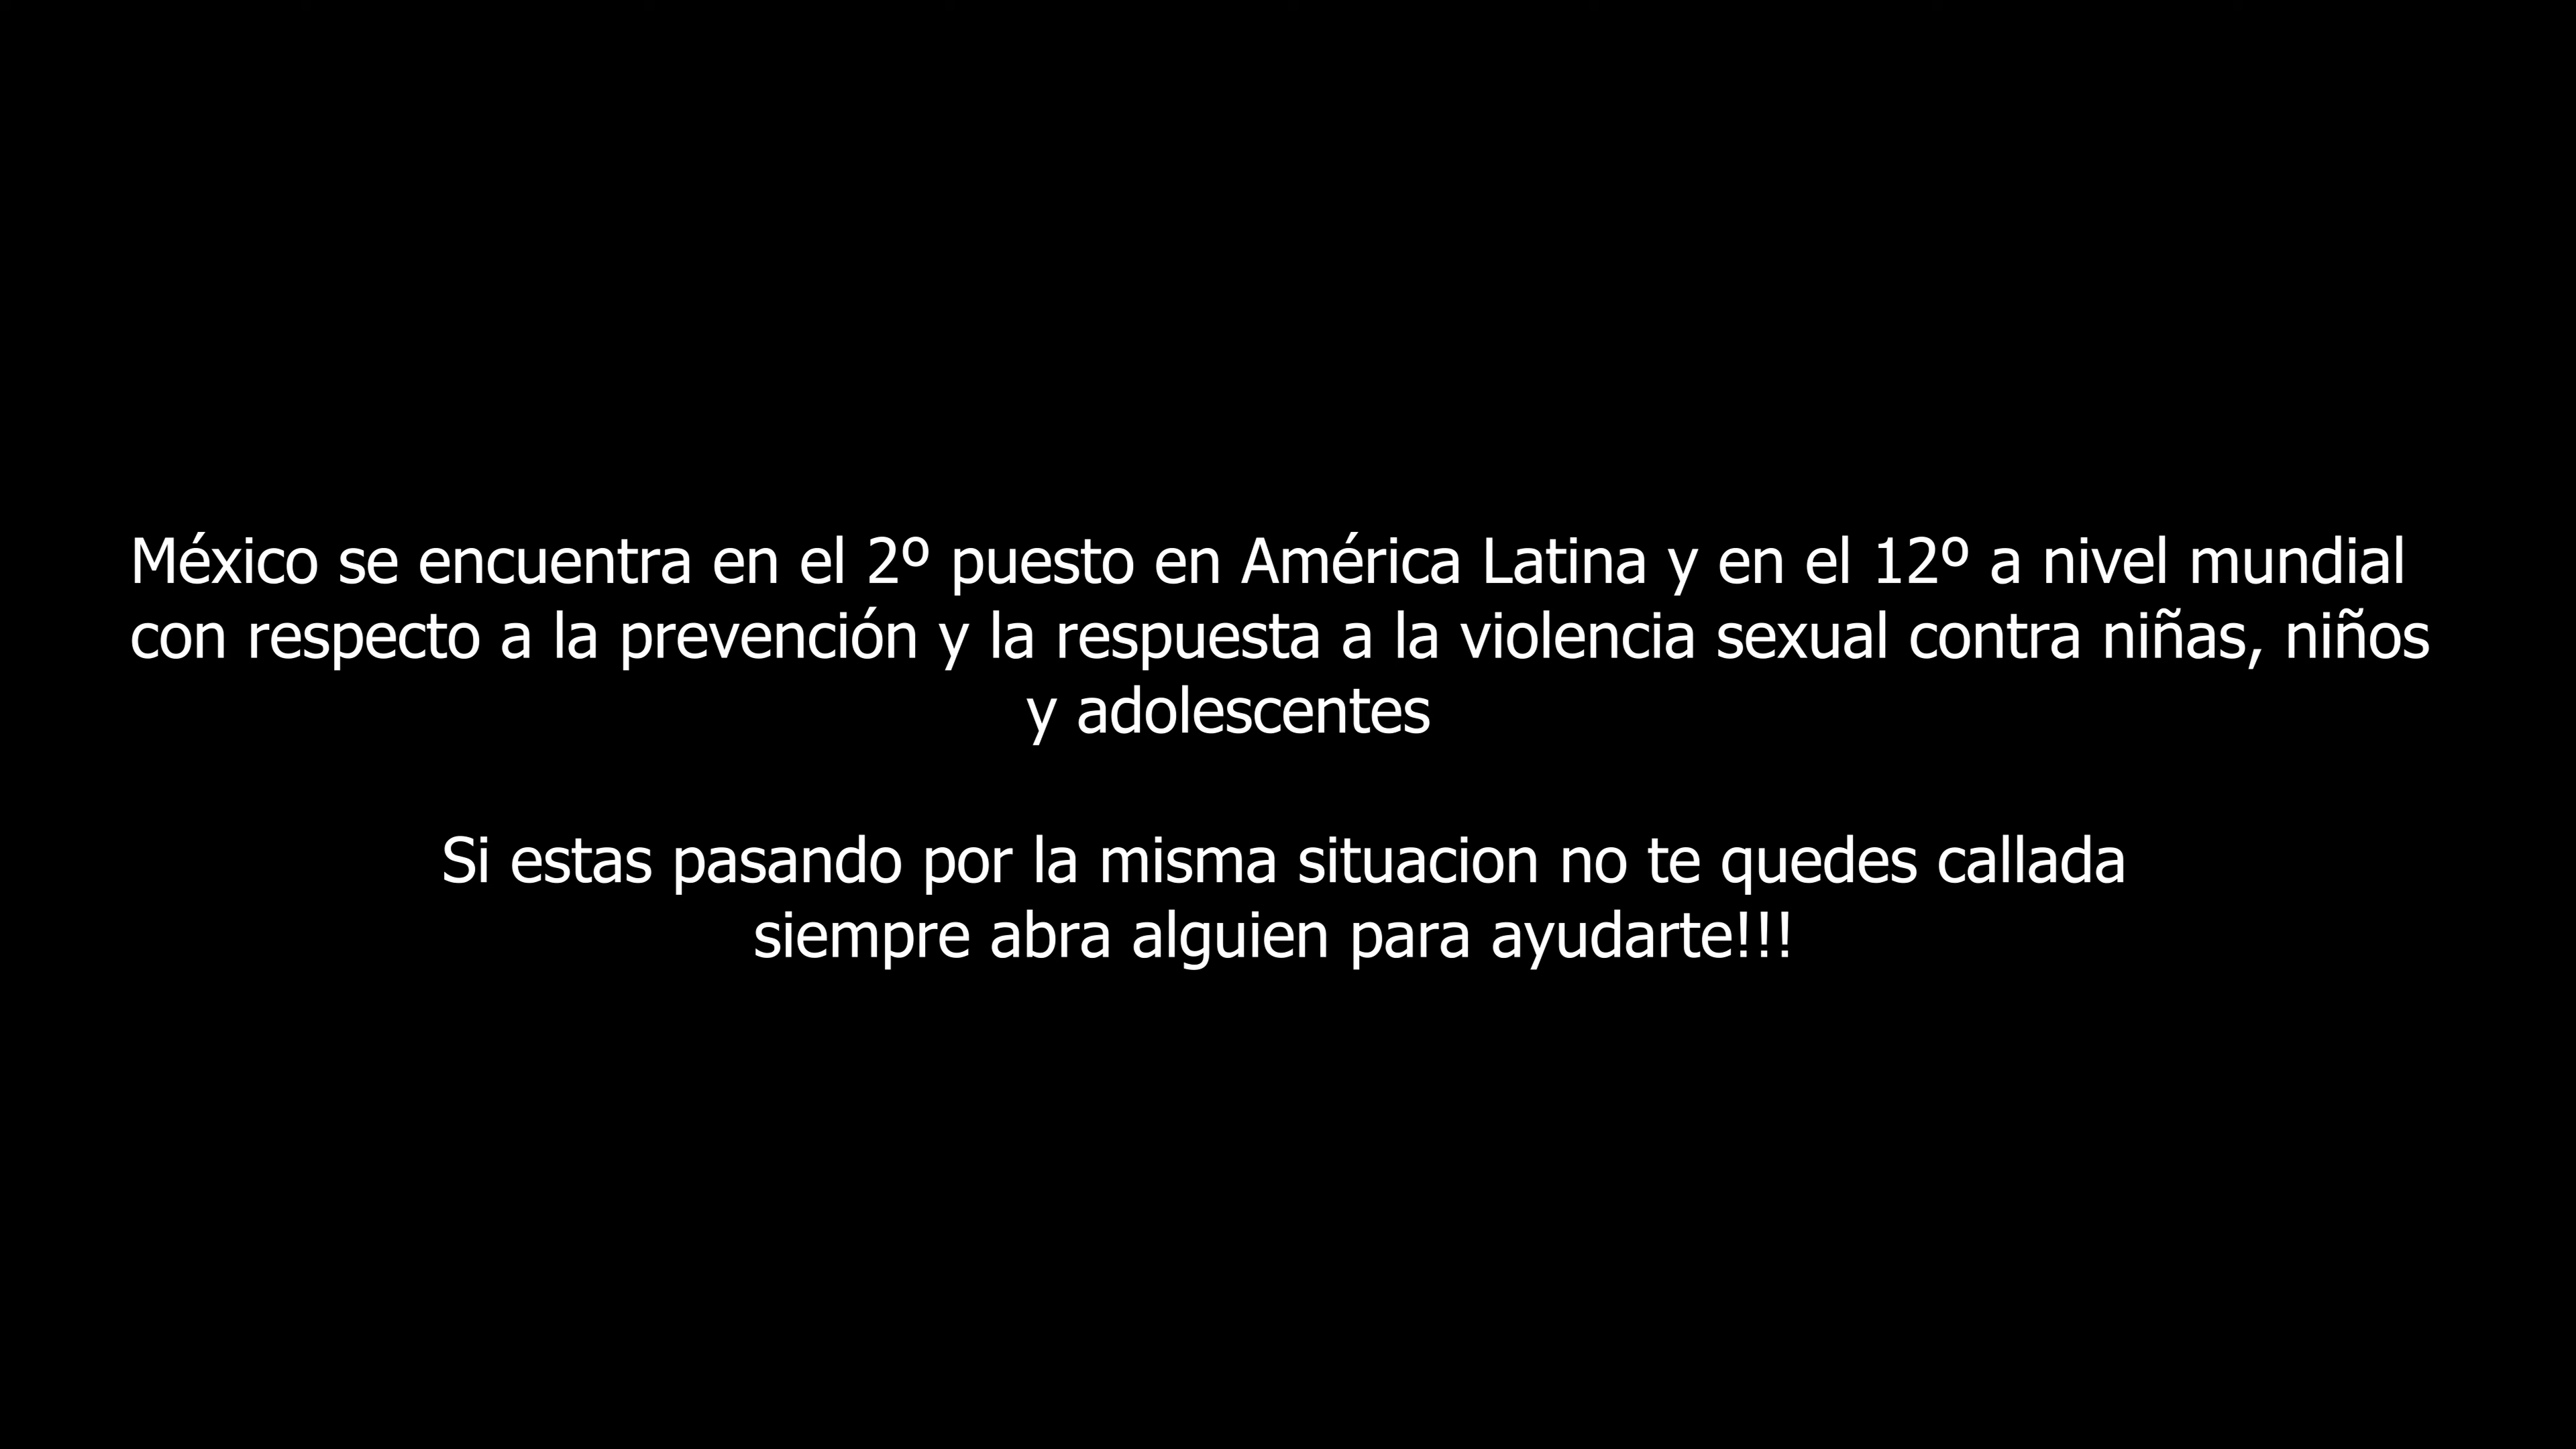 México se encuentra en el 2º puesto en América Latina y en el 12º a nivel mundial
con respecto a la prevención y la respuesta a la violencia sexual contra niñas, niños
y adolescentes
Si estas pasando por la misma situacion no te quedes callada
siempre abra alguien para ayudarte!!!